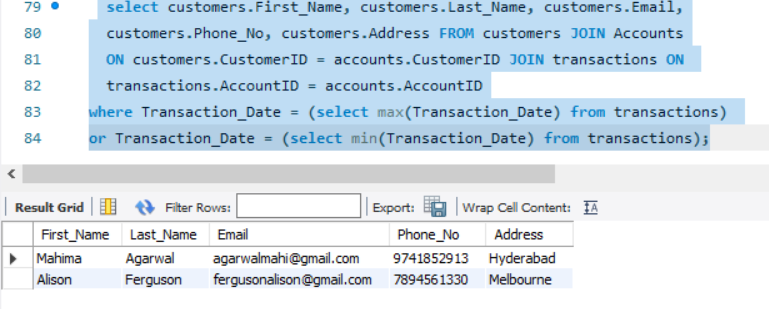 79 select customers.First_Name, customers.Last_Name, customers.Email,
80 customers.Phone_No, customers.Address FROM customers JOIN Accounts
81 ON customers.CustomerID = accounts.CustomerID JOIN transactions ON
82 transactions.AccountID = accounts.AccountID
83 where Transaction_Date = (select max(Transaction_Date) from transactions)
84 or Transaction_Date = (select min(Transaction_Date) from transactions);
Result Grid Filter Rows: Export: Wrap Cell Content:
First_Name Last_Name Email Phone_No Address
Mahima Agarwal agarwalmahi@gmail.com 9741852913 Hyderabad
Alison Ferguson fergusonalison@gmail.com 7894561330 Melbourne